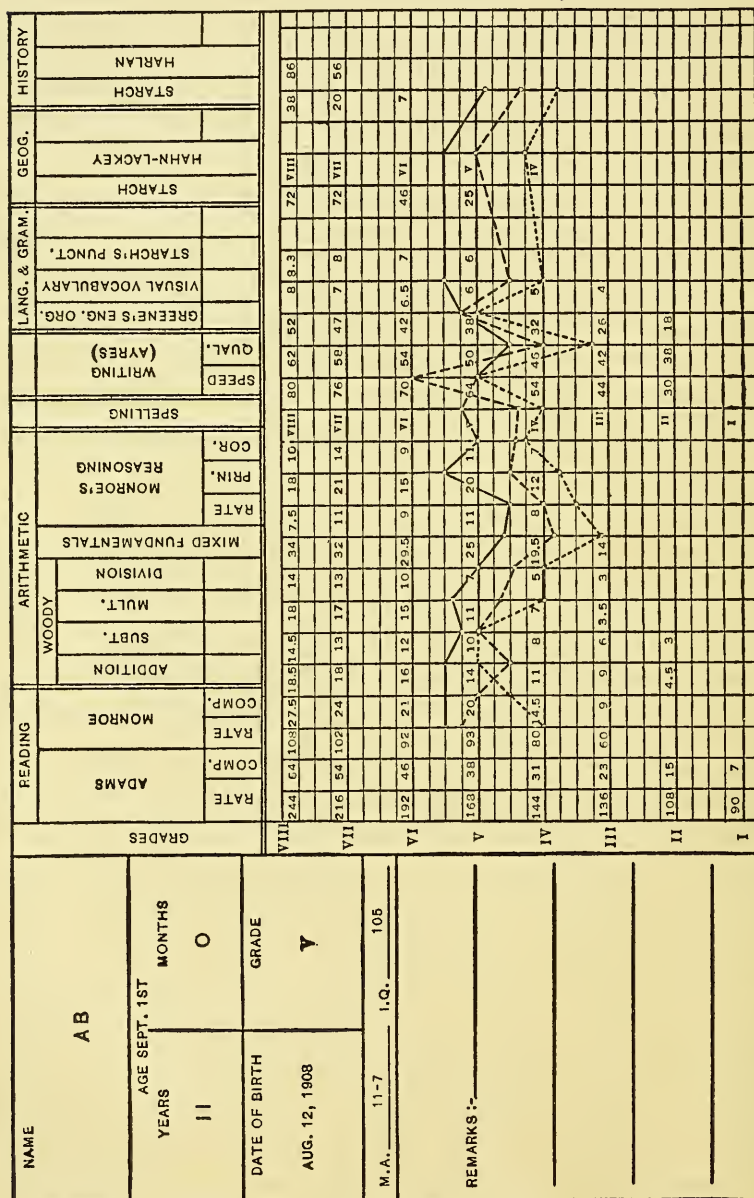 NAME
AB
AGE SEPT. 1ST
YEARS MONTHS
11 0
DATE OF BIRTH GRADE
AUG. 12, 1908 V
M.A. 11-7 I.Q. 105
REMARKS :-
GRADES
READING ARITHMETIC SPELLING WRITING (AYRES) LANG. & GRAM. GEOG. HISTORY
ADAMS MONROE WOODY MIXED FUNDAMENTALS MONROE'S REASONING
RATE COMP. RATE COMP. ADDITION SUBT. MULT. DIVISION RATE PRIN. COR. SPEED QUAL. GREENE'S ENG. ORG. VISUAL VOCABULARY STARCH'S PUNCT. STARCH HAHN-LACKEY STARCH HARLAN
VIII 244 64 108 27.5 18.5 14.5 18 14 34 7.5 18 10 VIII 80 62 52 8 8.3 72 VIII 38 86
VII 216 54 102 24 18 13 17 13 32 11 21 14 VII 76 58 47 7 8 72 VII 20 56
VI 192 46 92 21 16 12 15 10 29.5 9 15 9 VI 70 54 42 6.5 7 46 VI 7
V 168 38 93 20 14 10 11 7 25 11 20 11 64 50 38 6 6 25 V
IV 144 31 80 14.5 11 8 7 5 19.5 8 12 7 IV 54 46 32 5 IV
III 136 23 60 9 9 6 3.5 3 14 III 44 42 26 4
II 108 15 4.5 3 II 30 38 18
I 90 7 I